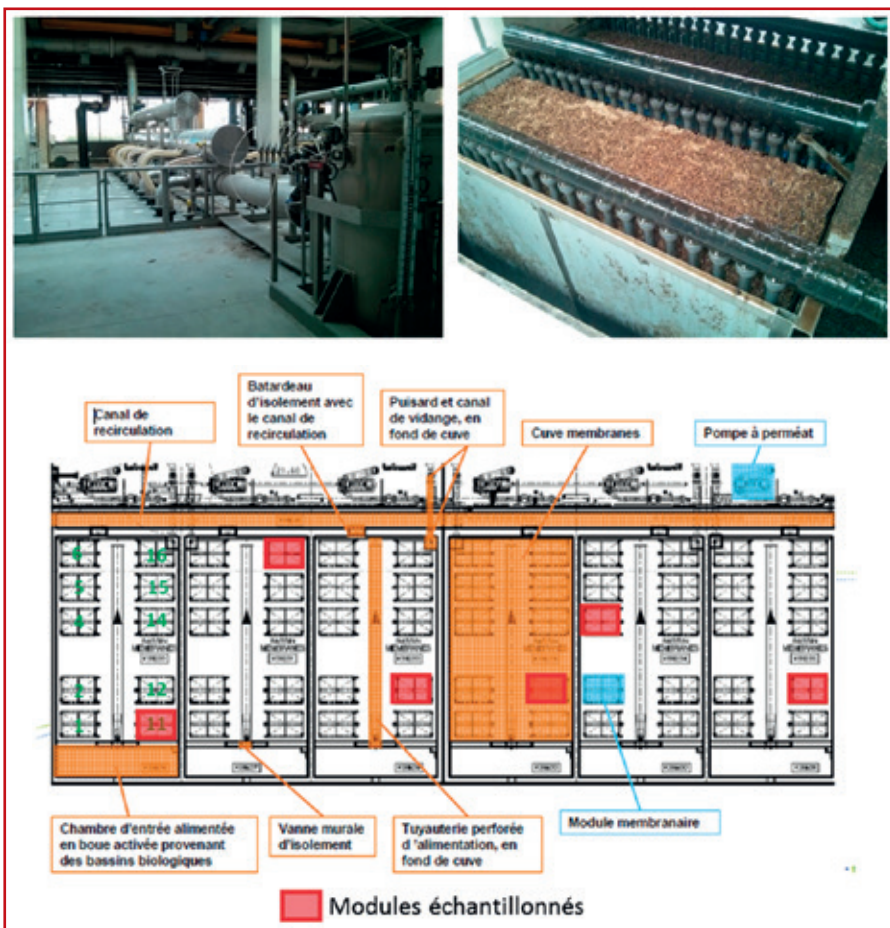 Canal de
recirculation
Batardeau
d'isolement avec
le canal de
recirculation
Puisard et canal
de vidange, en
fond de cuve
Cuve membranes
Pompe à perméat
6
16
5
15
4
14
2
12
1
11
Chambre d'entrée alimentée
en boue activée provenant
des bassins biologiques
Vanne murale
d'isolement
Tuyauterie perforée
d 'alimentation, en
fond de cuve
Module membranaire
Modules échantillonnés